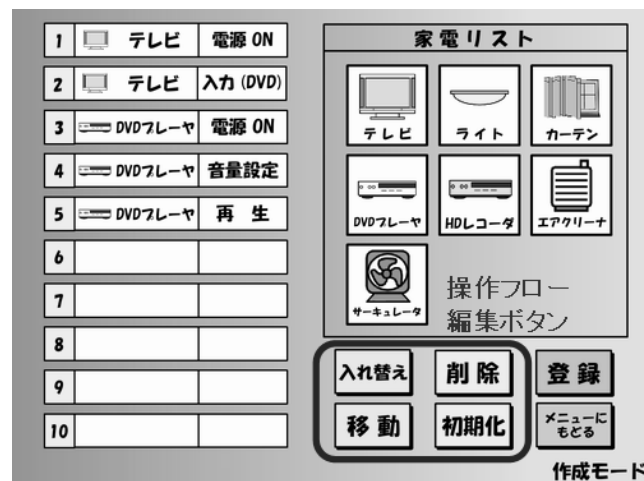 1 テレビ 電源 ON
2 テレビ 入力 (DVD)
3 DVDプレーヤ 電源 ON
4 DVDプレーヤ 音量設定
5 DVDプレーヤ 再 生
6
7
8
9
10
家電リスト
テレビ ライト カーテン
DVDプレーヤ HDレコーダ エアクリーナ
サーキュレータ
操作フロー
編集ボタン
入れ替え 削除 登録
移動 初期化 メニューに
もどる
作成モード